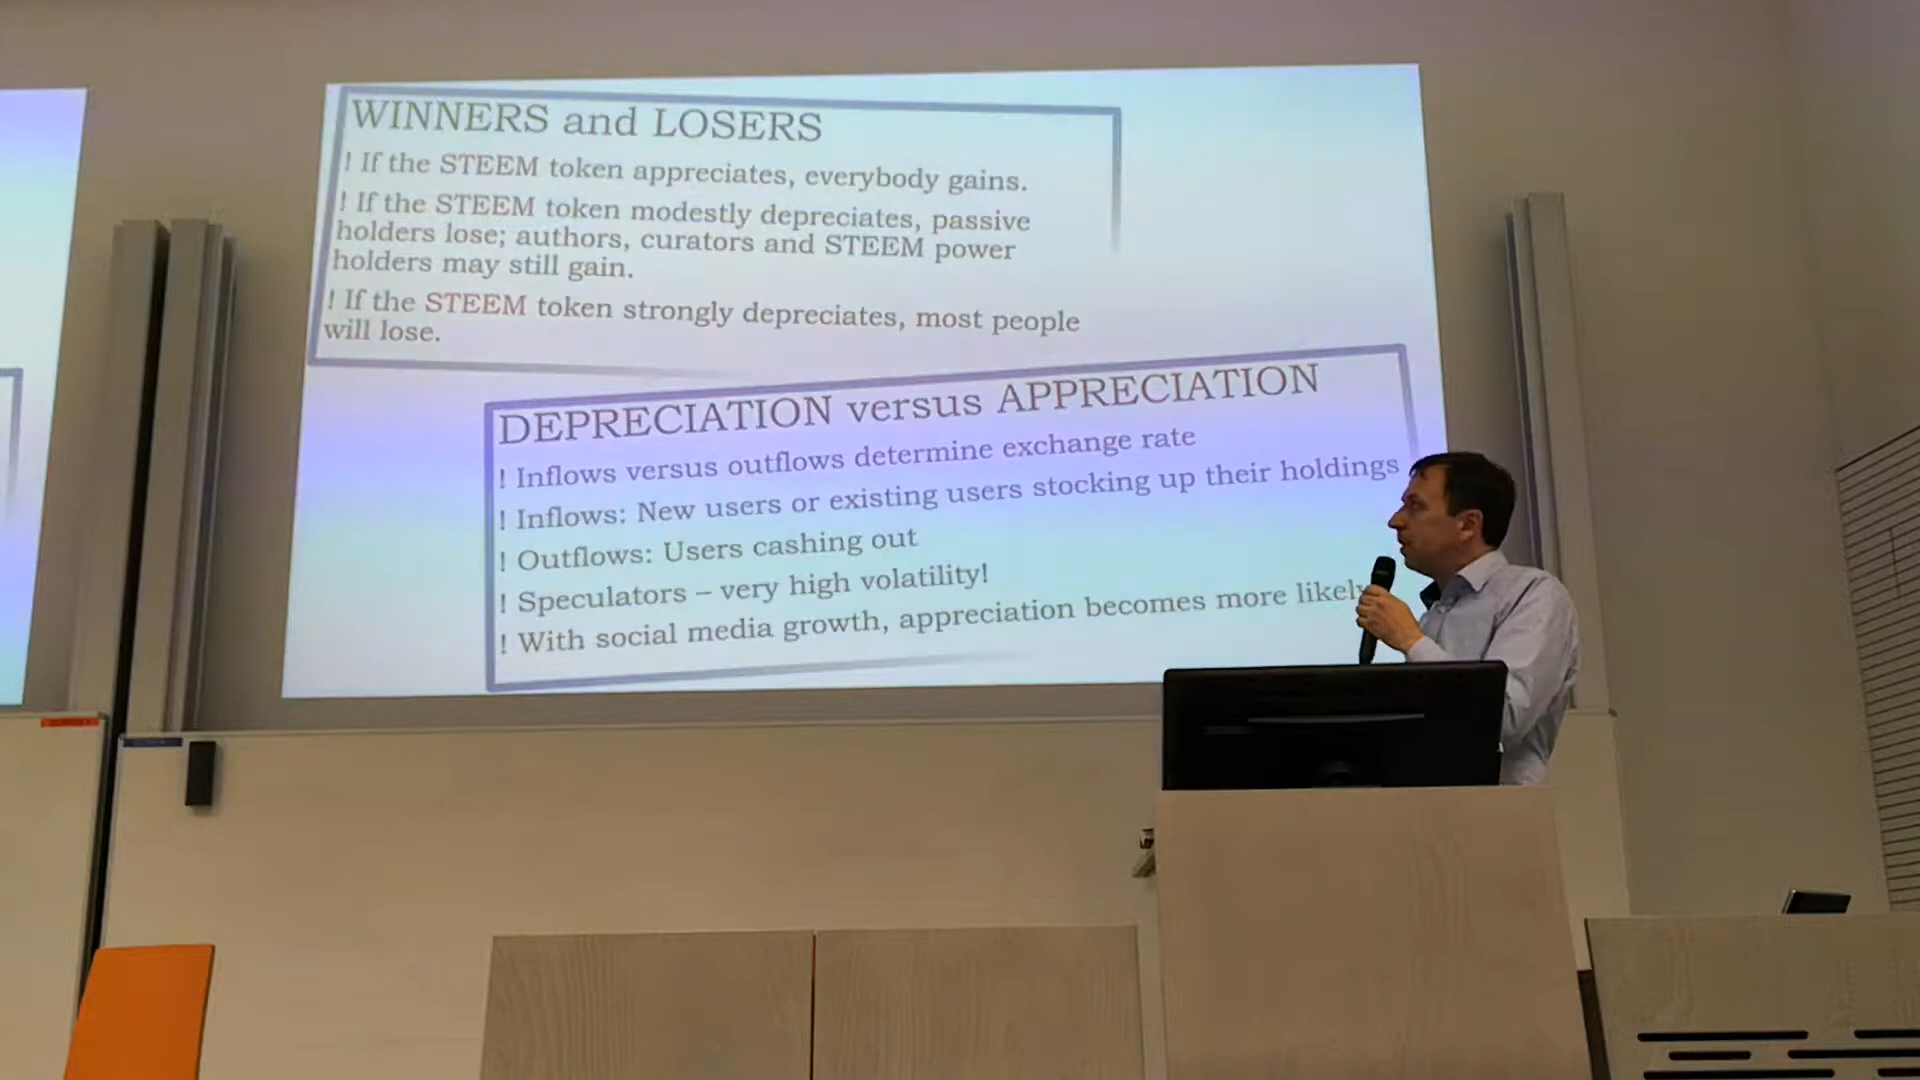 WINNERS and LOSERS
! If the STEEM token appreciates, everybody gains.
! If the STEEM token modestly depreciates, passive
holders lose; authors, curators and STEEM power
holders may still gain.
! If the STEEM token strongly depreciates, most people
will lose.
DEPRECIATION versus APPRECIATION
! Inflows versus outflows determine exchange rate
! Inflows: New users or existing users stocking up their holdings
! Outflows: Users cashing out
! Speculators – very high volatility!
! With social media growth, appreciation becomes more likely